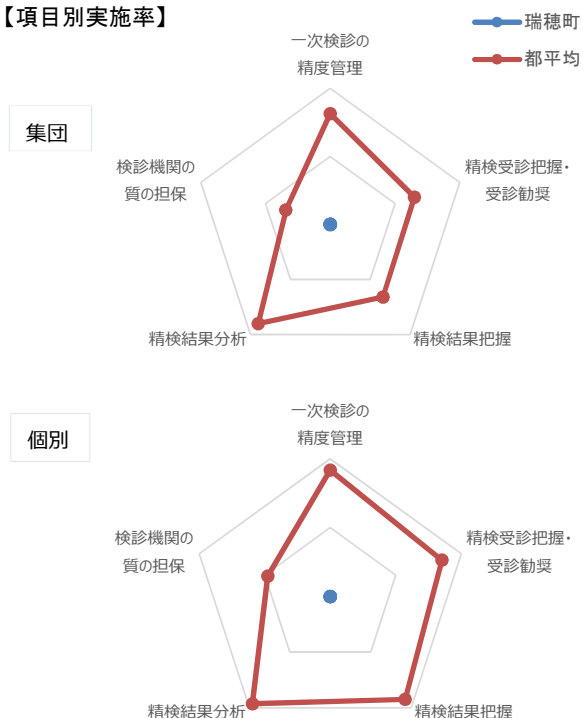 【項目別実施率】
瑞穂町
都平均
集団
一次検診の
精度管理
精検受診把握・
受診勧奨
精検結果把握
精検結果分析
検診機関の
質の担保
個別
一次検診の
精度管理
精検受診把握・
受診勧奨
精検結果把握
精検結果分析
検診機関の
質の担保